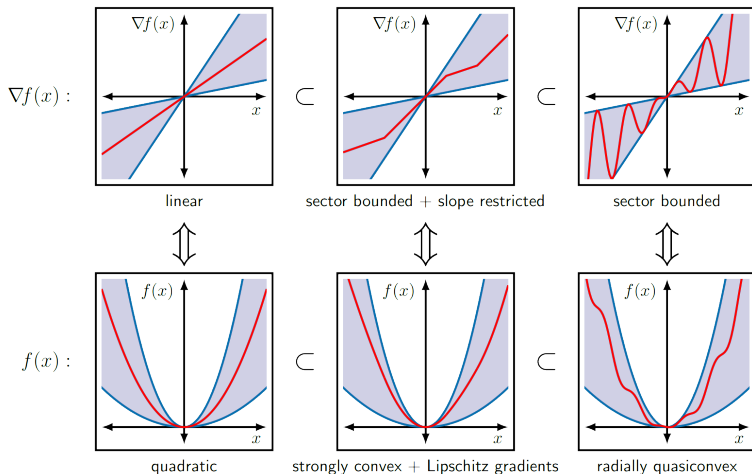 ∇f(x)
∇f(x)
∇f(x)
∇f(x) :
x
⊂
x
⊂
x
linear
sector bounded + slope restricted
sector bounded
⇕
⇕
⇕
f(x)
f(x)
f(x)
f(x) :
⊂
⊂
x
x
x
quadratic
strongly convex + Lipschitz gradients
radially quasiconvex